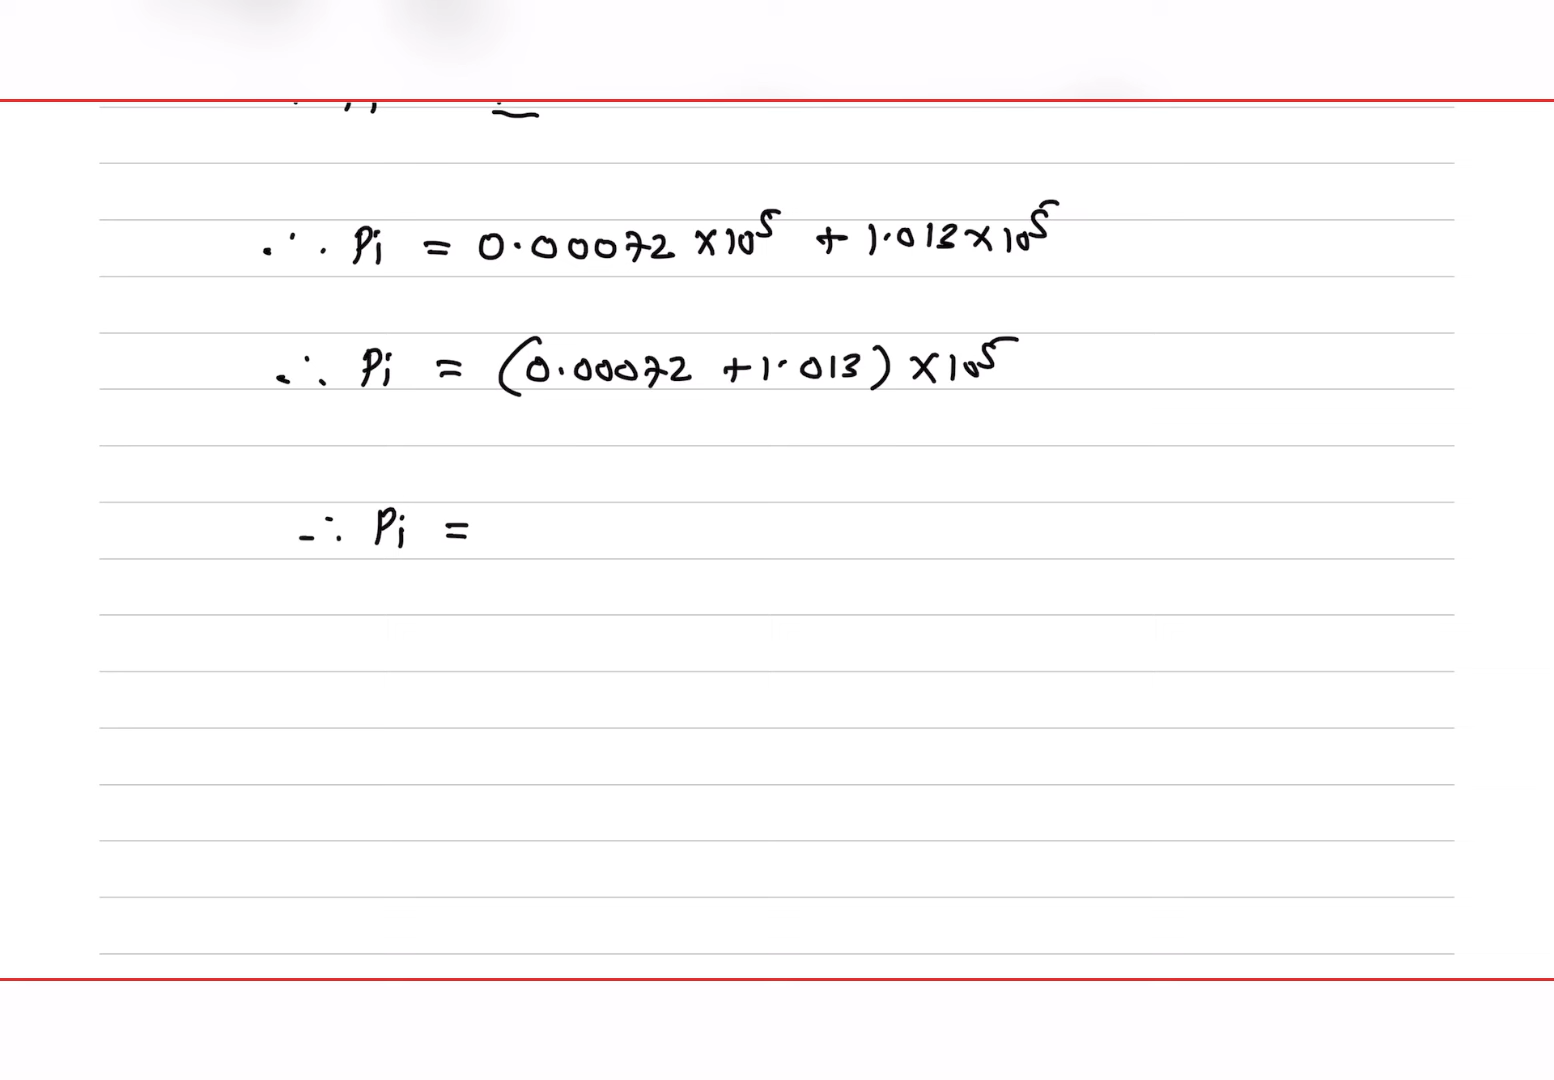 ∴ Pi = 0.00072 × 10⁵ + 1.013 × 10⁵
∴ Pi = (0.00072 + 1.013) × 10⁵
∴ Pi =